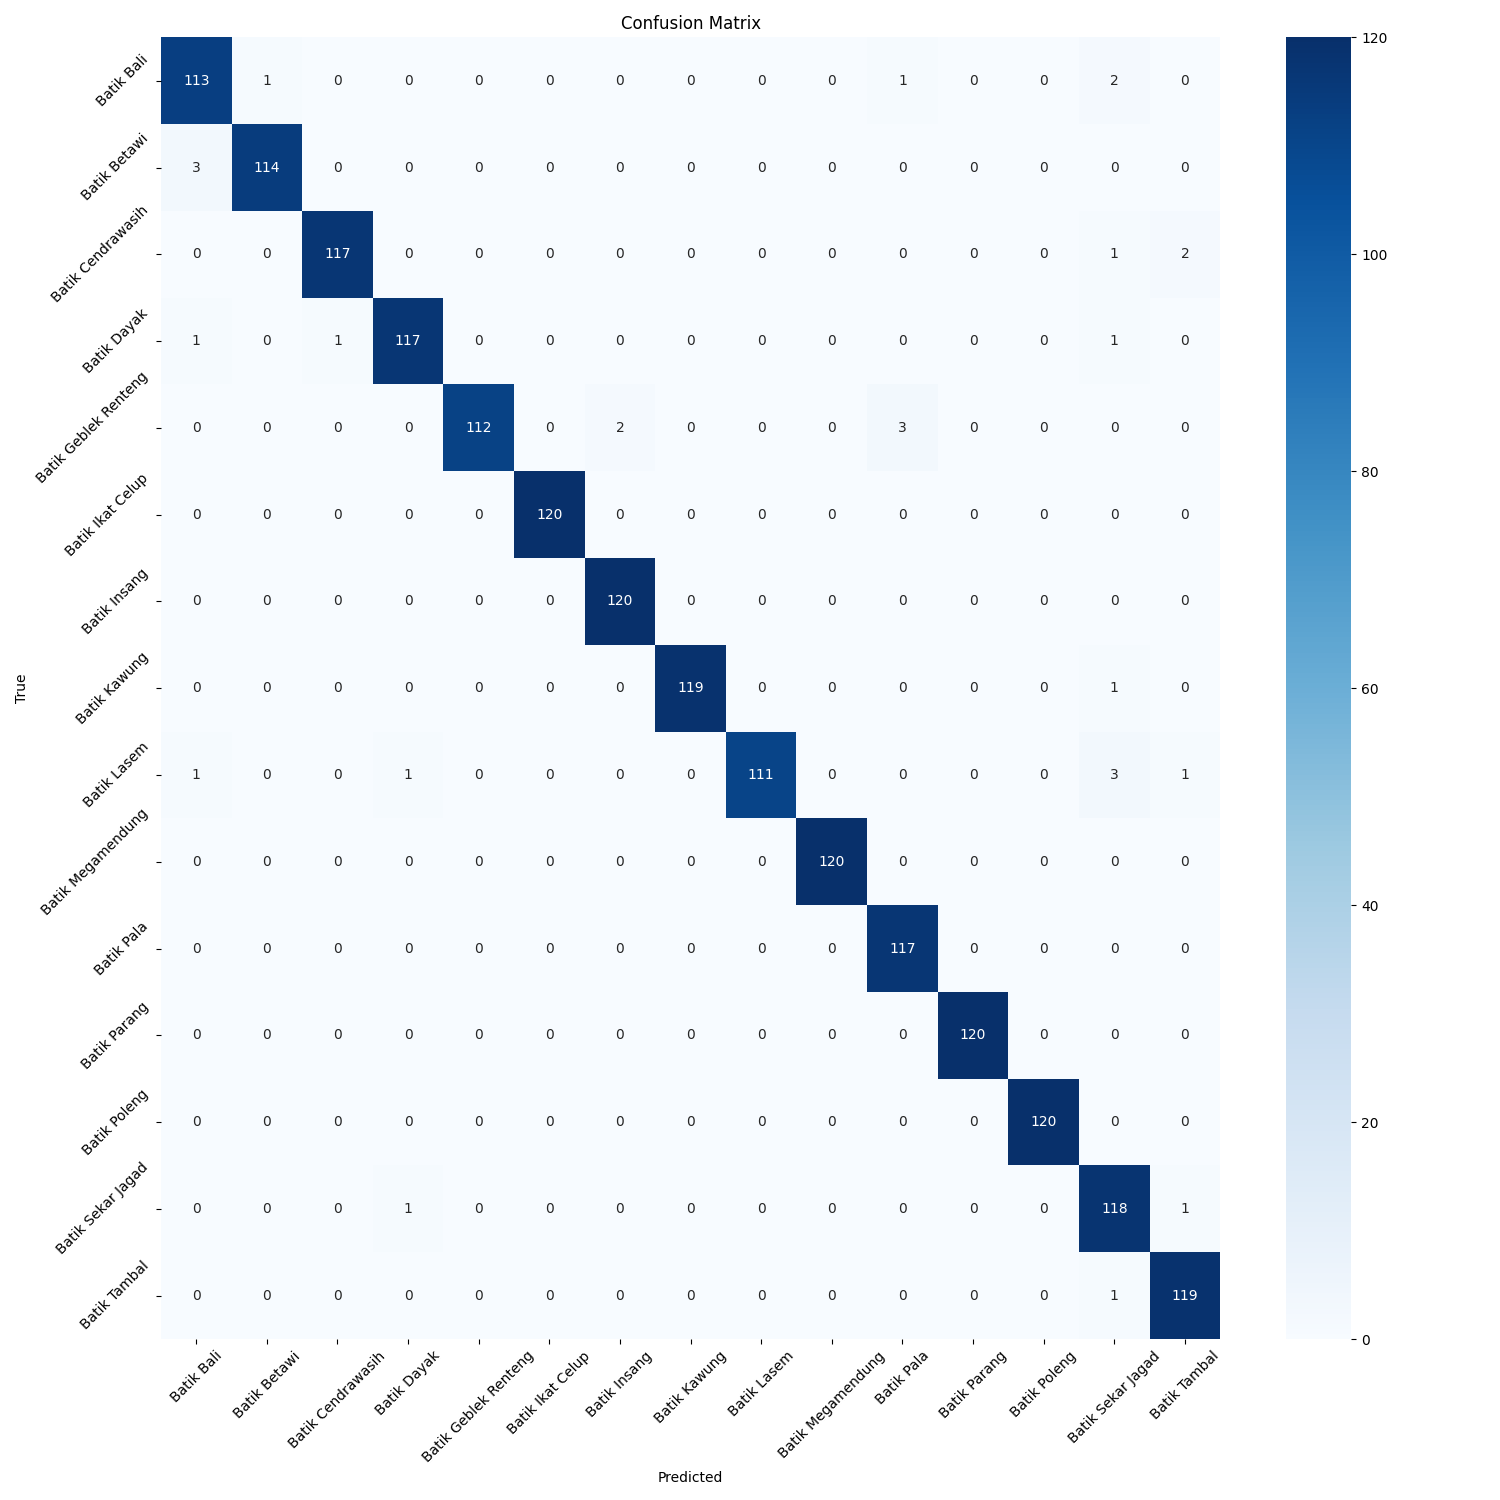 Confusion Matrix
Batik Bali 113 1 0 0 0 0 0 0 0 0 1 0 0 2 0
Batik Betawi 3 114 0 0 0 0 0 0 0 0 0 0 0 0 0
Batik Cendrawasih 0 0 117 0 0 0 0 0 0 0 0 0 0 1 2
Batik Dayak 1 0 1 117 0 0 0 0 0 0 0 0 0 1 0
Batik Geblek Renteng 0 0 0 0 112 0 2 0 0 0 3 0 0 0 0
Batik Ikat Celup 0 0 0 0 0 120 0 0 0 0 0 0 0 0 0
Batik Insang 0 0 0 0 0 0 120 0 0 0 0 0 0 0 0
Batik Kawung 0 0 0 0 0 0 0 119 0 0 0 0 0 1 0
Batik Lasem 1 0 0 1 0 0 0 0 111 0 0 0 0 3 1
Batik Megamendung 0 0 0 0 0 0 0 0 0 120 0 0 0 0 0
Batik Pala 0 0 0 0 0 0 0 0 0 0 117 0 0 0 0
Batik Parang 0 0 0 0 0 0 0 0 0 0 0 120 0 0 0
Batik Poleng 0 0 0 0 0 0 0 0 0 0 0 0 120 0 0
Batik Sekar Jagad 0 0 0 1 0 0 0 0 0 0 0 0 0 118 1
Batik Tambal 0 0 0 0 0 0 0 0 0 0 0 0 0 1 119
True
Batik Bali
Batik Betawi
Batik Cendrawasih
Batik Dayak
Batik Geblek Renteng
Batik Ikat Celup
Batik Insang
Batik Kawung
Batik Lasem
Batik Megamendung
Batik Pala
Batik Parang
Batik Poleng
Batik Sekar Jagad
Batik Tambal
Predicted
120
100
80
60
40
20
0